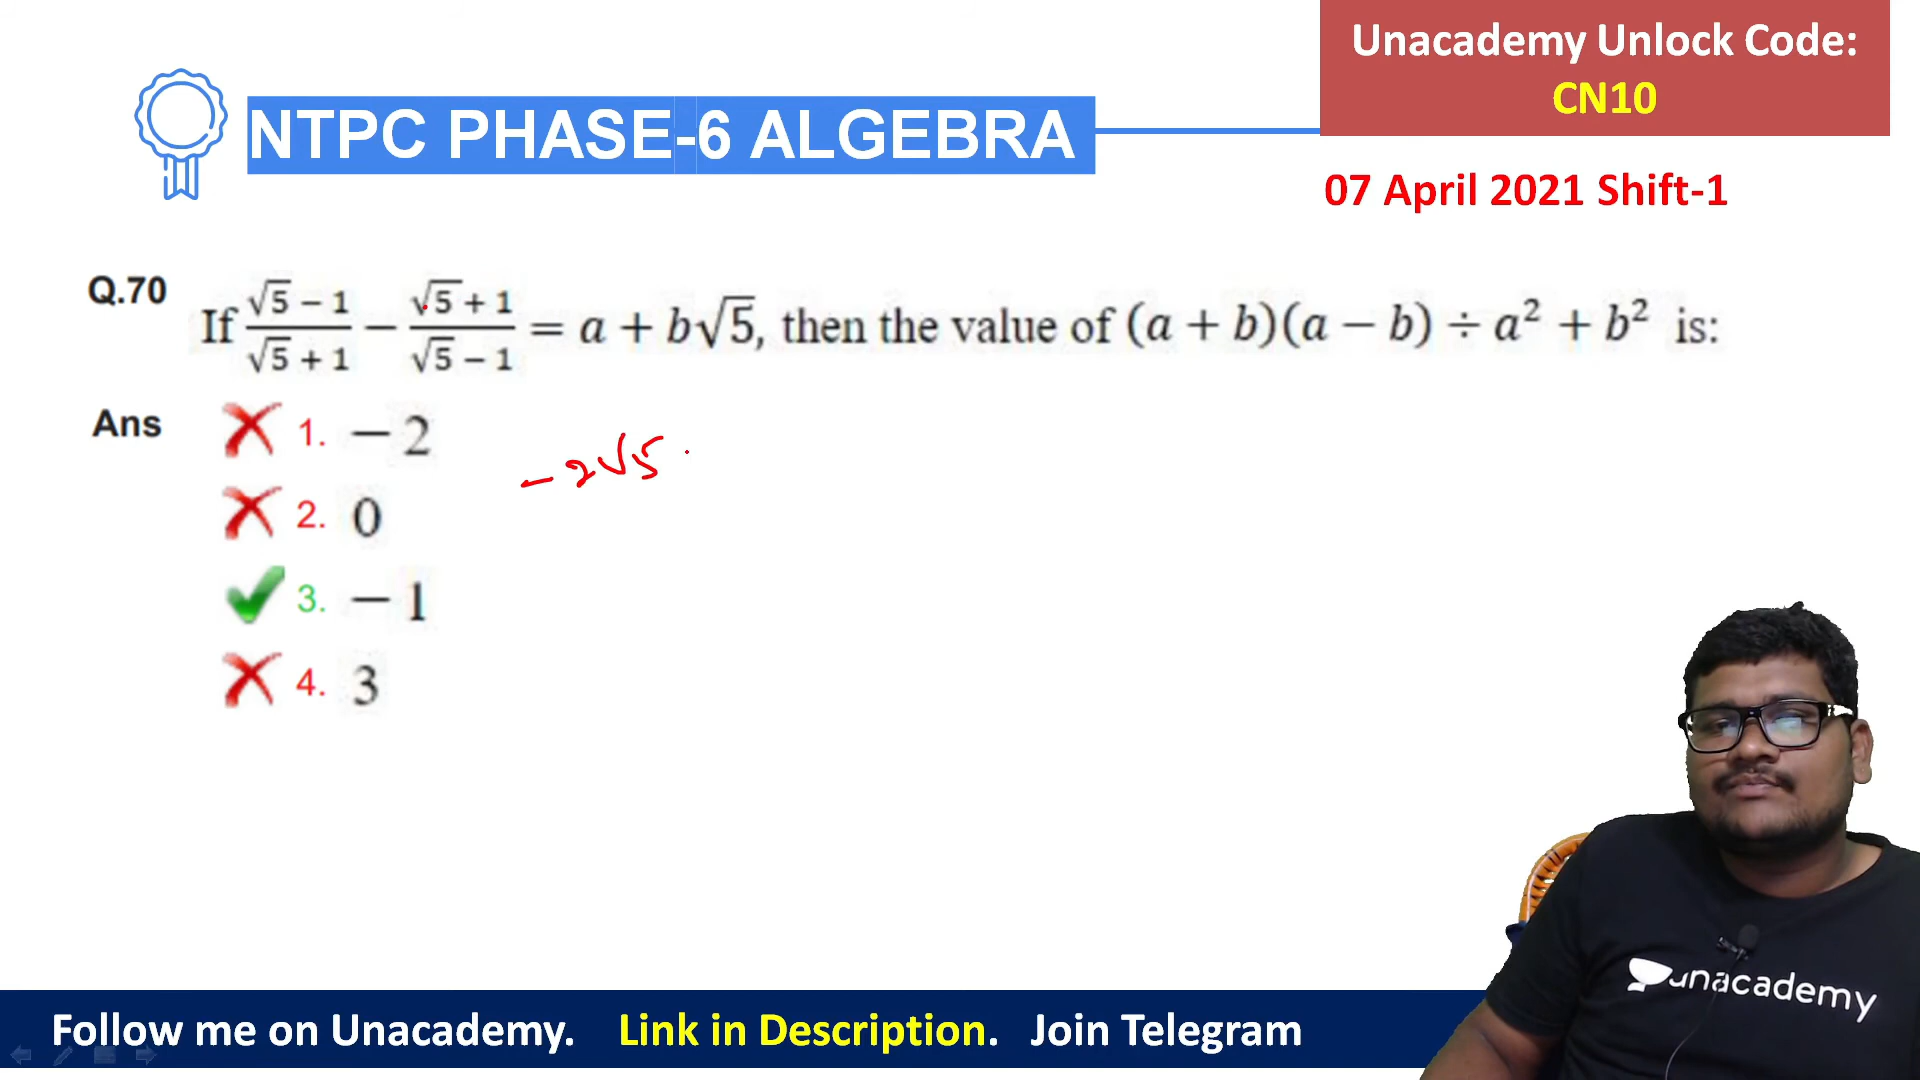 Unacademy Unlock Code:
CN10
NTPC PHASE-6 ALGEBRA
07 April 2021 Shift-1
Q.70 If (√5 − 1)/(√5 + 1) − (√5 + 1)/(√5 − 1) = a + b√5, then the value of (a + b)(a − b) ÷ a² + b² is:
Ans 1. − 2
− 2√5
2. 0
3. − 1
4. 3
unacademy
Follow me on Unacademy. Link in Description. Join Telegram